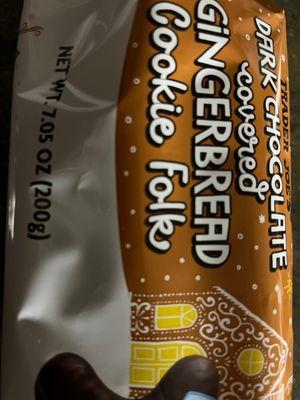 TRADER JOE'S
DARK CHOCOLATE
covered
GiNGERBREAD
Cookie Folk
NET WT. 7.05 OZ (200g)